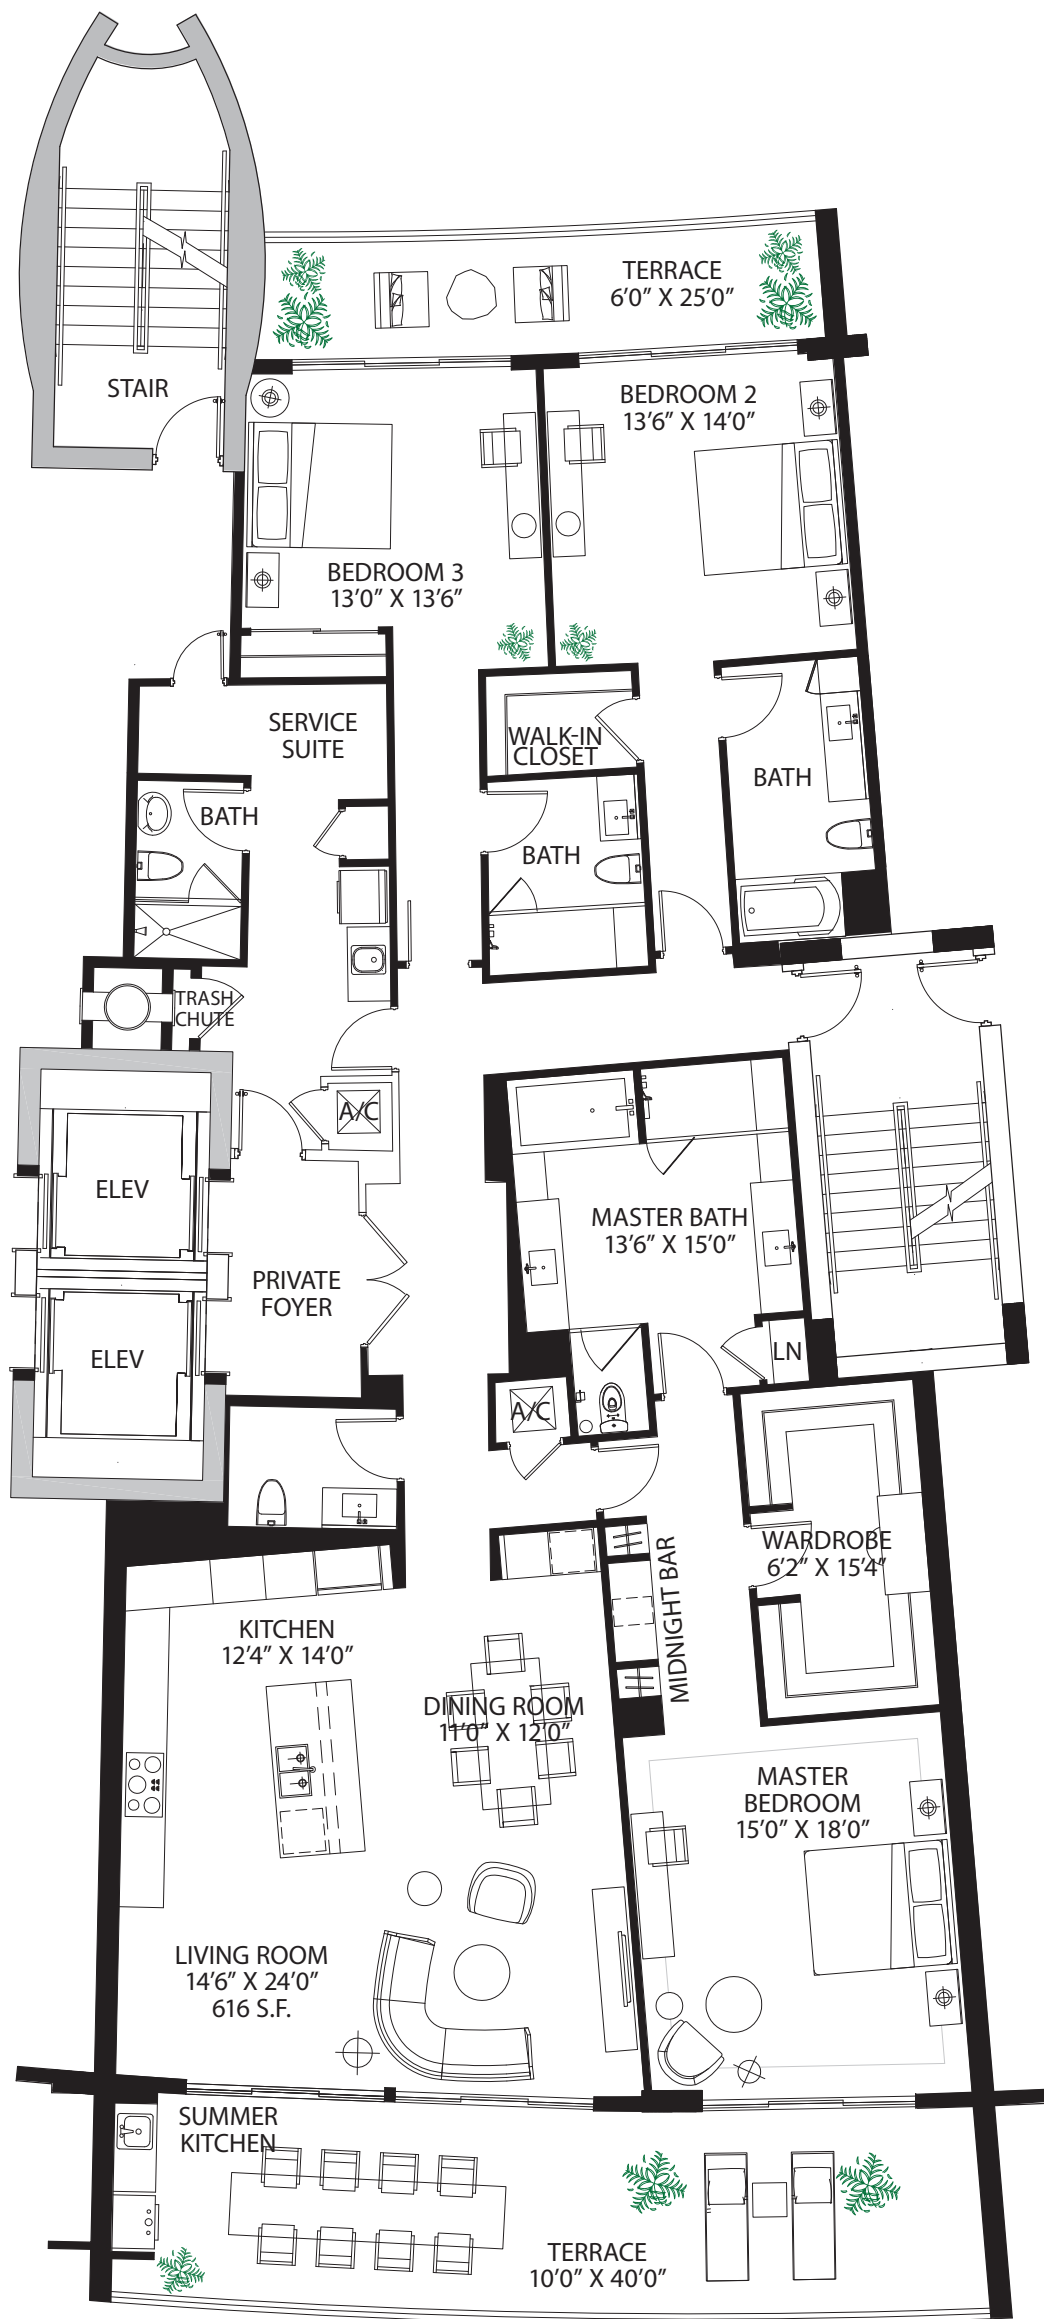 TERRACE
6’0” X 25’0”
STAIR
BEDROOM 2
13’6” X 14’0”
BEDROOM 3
13’0” X 13’6”
SERVICE
SUITE
WALK-IN
CLOSET
BATH
BATH
BATH
TRASH
CHUTE
A/C
ELEV
MASTER BATH
13’6” X 15’0”
PRIVATE
FOYER
ELEV
LN
A/C
WARDROBE
6’2” X 15’4”
MIDNIGHT BAR
KITCHEN
12’4” X 14’0”
DINING ROOM
11’0” X 12’0”
MASTER
BEDROOM
15’0” X 18’0”
LIVING ROOM
14’6” X 24’0”
616 S.F.
SUMMER
KITCHEN
TERRACE
10’0” X 40’0”